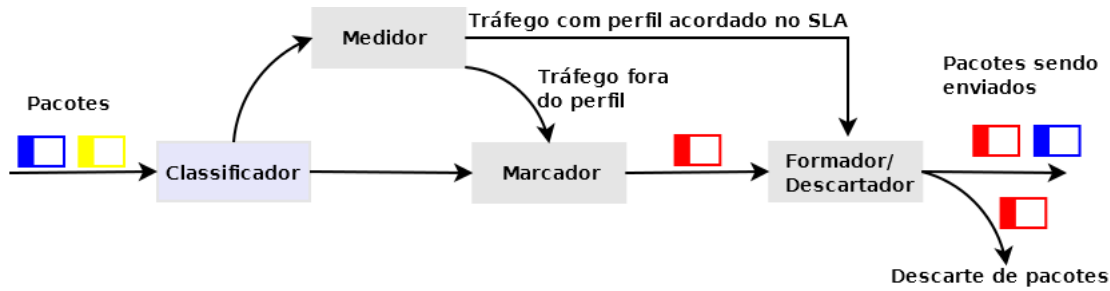 Medidor
Tráfego com perfil acordado no SLA
Tráfego fora
do perfil
Pacotes sendo
enviados
Pacotes
Classificador
Marcador
Formador/
Descartador
Descarte de pacotes